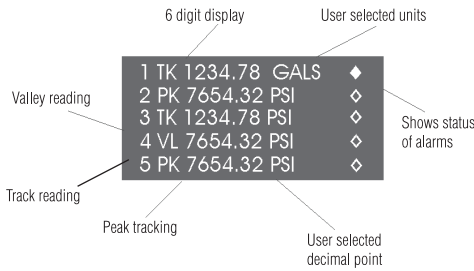 6 digit display
User selected units
1 TK 1234.78 GALS
2 PK 7654.32 PSI
3 TK 1234.78 PSI
4 VL 7654.32 PSI
5 PK 7654.32 PSI
Valley reading
Shows status
of alarms
Track reading
Peak tracking
User selected
decimal point